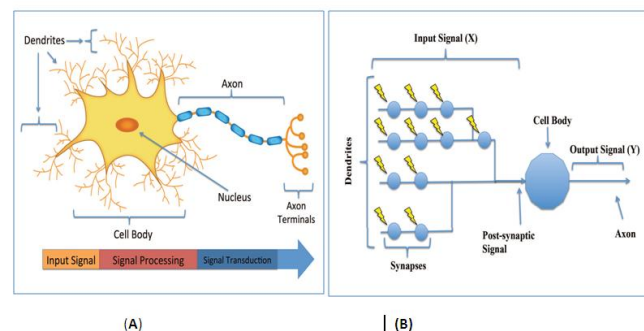 Dendrites
Axon
Nucleus
Axon
Terminals
Cell Body
Input Signal
Signal Processing
Signal Transduction
(A)
Input Signal (X)
Dendrites
Cell Body
Output Signal (Y)
Post-synaptic
Signal
Axon
Synapses
(B)